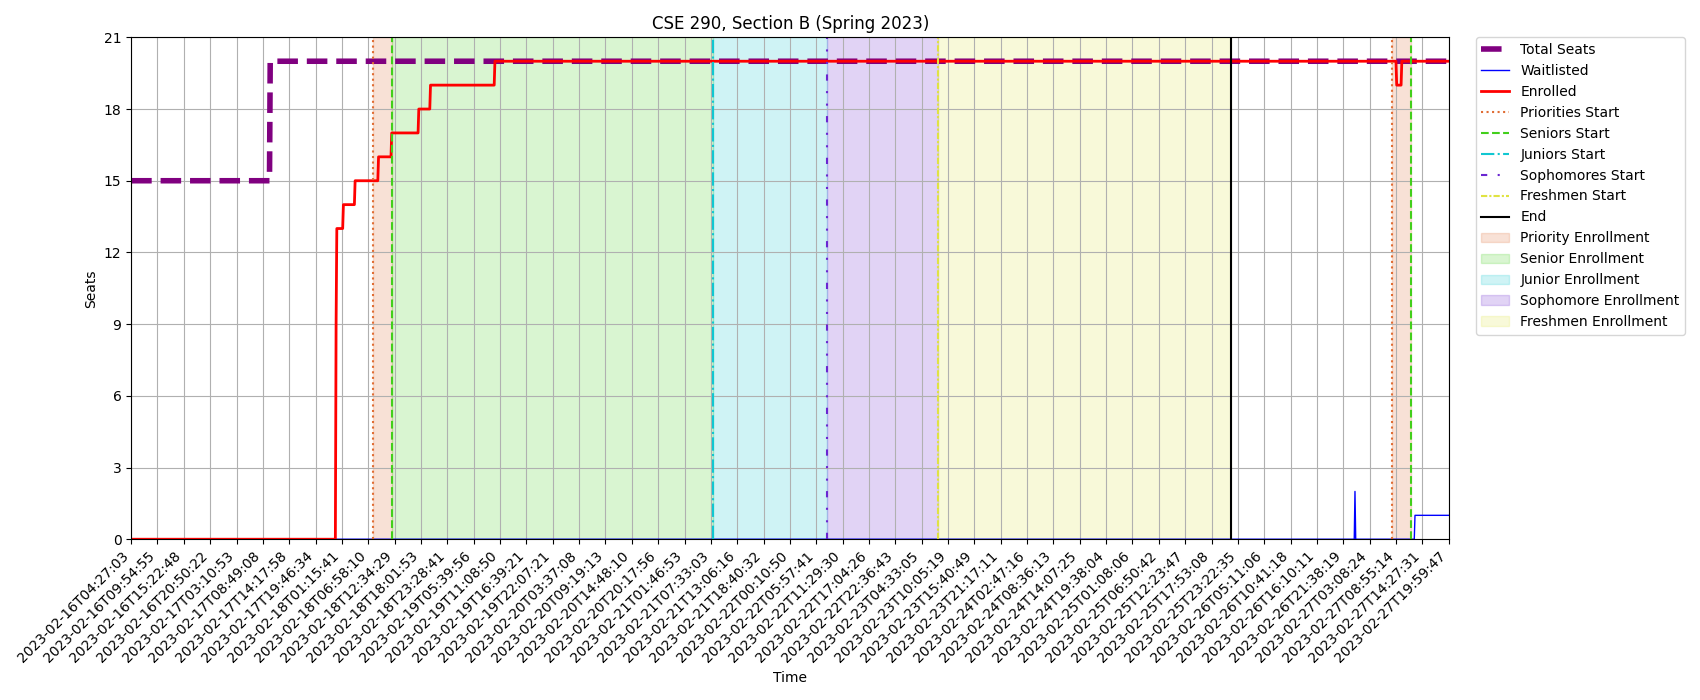 CSE 290, Section B (Spring 2023)
21
18
15
12
9
6
3
0
Seats
2023-02-16T04:27:03
2023-02-16T09:54:55
2023-02-16T15:22:48
2023-02-16T20:50:22
2023-02-17T03:10:53
2023-02-17T08:49:08
2023-02-17T14:17:58
2023-02-17T19:46:34
2023-02-18T01:15:41
2023-02-18T06:58:10
2023-02-18T12:34:29
2023-02-18T18:01:53
2023-02-18T23:28:41
2023-02-19T05:39:56
2023-02-19T11:08:50
2023-02-19T16:39:21
2023-02-19T22:07:21
2023-02-20T03:37:08
2023-02-20T09:19:13
2023-02-20T14:48:10
2023-02-20T20:17:56
2023-02-21T01:46:53
2023-02-21T07:33:03
2023-02-21T13:06:16
2023-02-21T18:40:32
2023-02-22T00:10:50
2023-02-22T05:57:41
2023-02-22T11:29:30
2023-02-22T17:04:26
2023-02-22T22:36:43
2023-02-23T04:33:05
2023-02-23T10:05:19
2023-02-23T15:40:49
2023-02-23T21:17:11
2023-02-24T02:47:16
2023-02-24T08:36:13
2023-02-24T14:07:25
2023-02-24T19:38:04
2023-02-25T01:08:06
2023-02-25T06:50:42
2023-02-25T12:23:47
2023-02-25T17:53:08
2023-02-25T23:22:35
2023-02-26T05:11:06
2023-02-26T10:41:18
2023-02-26T16:10:11
2023-02-26T21:38:19
2023-02-27T03:08:24
2023-02-27T08:55:14
2023-02-27T14:27:31
2023-02-27T19:59:47
Time
Total Seats
Waitlisted
Enrolled
Priorities Start
Seniors Start
Juniors Start
Sophomores Start
Freshmen Start
End
Priority Enrollment
Senior Enrollment
Junior Enrollment
Sophomore Enrollment
Freshmen Enrollment